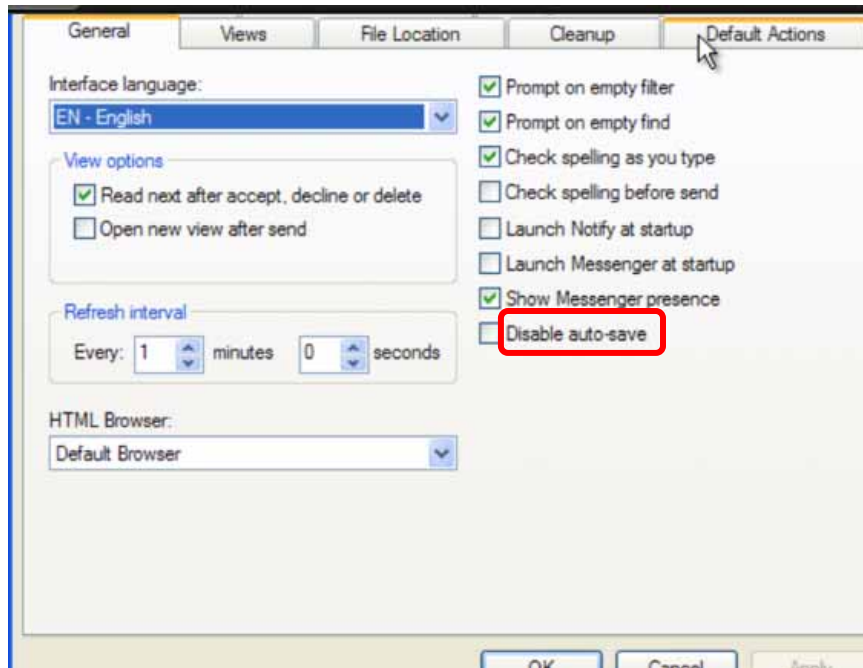 General
Views
File Location
Cleanup
Default Actions
Interface language:
EN - English
View options
Read next after accept, decline or delete
Open new view after send
Refresh interval
Every: 1 minutes 0 seconds
HTML Browser:
Default Browser
Prompt on empty filter
Prompt on empty find
Check spelling as you type
Check spelling before send
Launch Notify at startup
Launch Messenger at startup
Show Messenger presence
Disable auto-save
OK
Cancel
Apply